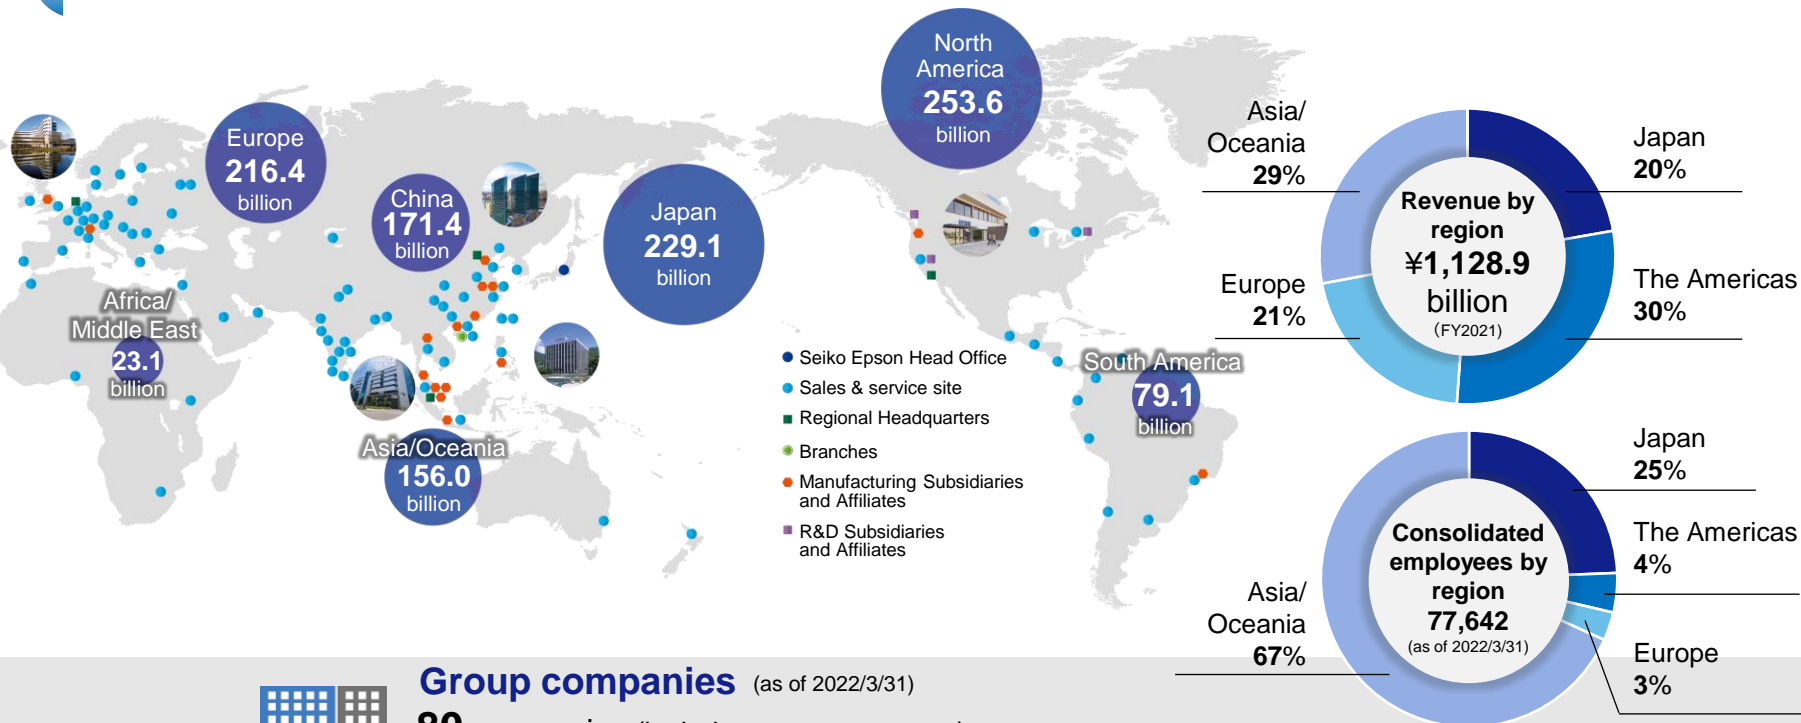 North
America
253.6
billion
Europe
216.4
billion
China
171.4
billion
Japan
229.1
billion
Africa/
Middle East
23.1
billion
Asia/Oceania
156.0
billion
South America
79.1
billion
Seiko Epson Head Office
Sales & service site
Regional Headquarters
Branches
Manufacturing Subsidiaries
and Affiliates
R&D Subsidiaries
and Affiliates
Asia/
Oceania
29%
Japan
20%
Europe
21%
The Americas
30%
Revenue by
region
¥1,128.9
billion
(FY2021)
Japan
25%
The Americas
4%
Europe
3%
Asia/
Oceania
67%
Consolidated
employees by
region
77,642
(as of 2022/3/31)
Group companies (as of 2022/3/31)
80